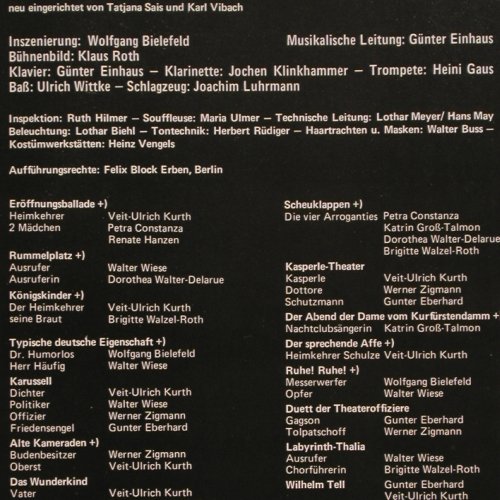 neu eingerichtet von Tatjana Sais und Karl Vibach
Inszenierung: Wolfgang Bielefeld Musikalische Leitung: Günter Einhaus
Bühnenbild: Klaus Roth
Klavier: Günter Einhaus – Klarinette: Jochen Klinkhammer – Trompete: Heini Gaus
Baß: Ulrich Wittke – Schlagzeug: Joachim Luhrmann
Inspektion: Ruth Hilmer – Souffleuse: Maria Ulmer – Technische Leitung: Lothar Meyer/ Hans May
Beleuchtung: Lothar Biehl – Tontechnik: Herbert Rüdiger – Haartrachten u. Masken: Walter Buss –
Kostümwerkstätten: Heinz Vengels
Aufführungsrechte: Felix Block Erben, Berlin
Eröffnungsballade +)
Heimkehrer Veit-Ulrich Kurth
2 Mädchen Petra Constanza
Renate Hanzen
Rummelplatz +)
Ausrufer Walter Wiese
Ausruferin Dorothea Walter-Delarue
Königskinder +)
Der Heimkehrer Veit-Ulrich Kurth
seine Braut Brigitte Walzel-Roth
Typische deutsche Eigenschaft +)
Dr. Humorlos Wolfgang Bielefeld
Herr Häufig Walter Wiese
Karussell
Dichter Veit-Ulrich Kurth
Politiker Walter Wiese
Offizier Werner Zigmann
Friedensengel Gunter Eberhard
Alte Kameraden +)
Budenbesitzer Werner Zigmann
Oberst Veit-Ulrich Kurth
Das Wunderkind
Vater Veit-Ulrich Kurth
Scheuklappen +)
Die vier Arroganties Petra Constanza
Katrin Groß-Talmon
Dorothea Walter-Delarue
Brigitte Walzel-Roth
Kasperle-Theater
Kasperle Veit-Ulrich Kurth
Dottore Werner Zigmann
Schutzmann Gunter Eberhard
Der Abend der Dame vom Kurfürstendamm +
Nachtclubsängerin Katrin Groß-Talmon
Der sprechende Affe +)
Heimkehrer Schulze Veit-Ulrich Kurth
Ruhe! Ruhe! +)
Messerwerfer Wolfgang Bielefeld
Opfer Walter Wiese
Duett der Theateroffiziere
Gagson Gunter Eberhard
Tolpatschoff Werner Zigmann
Labyrinth-Thalia
Ausrufer Walter Wiese
Chorführerin Brigitte Walzel-Roth
Wilhelm Tell Gunter Eberhard